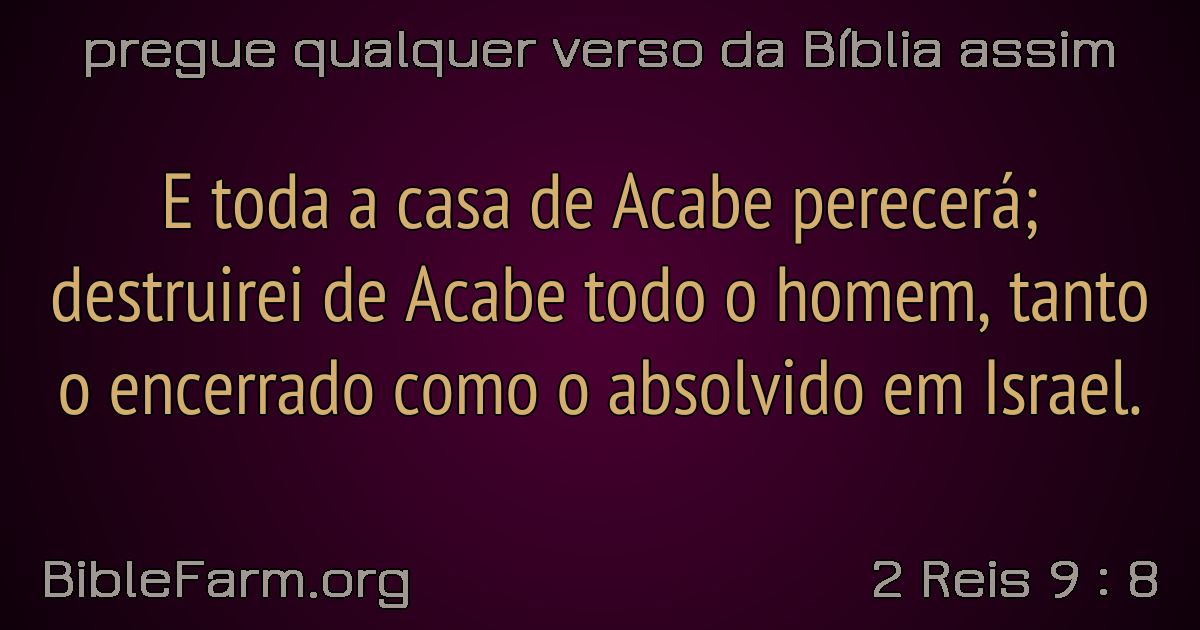 pregue qualquer verso da Bíblia assim
E toda a casa de Acabe perecerá;
destruirei de Acabe todo o homem, tanto
o encerrado como o absolvido em Israel.
BibleFarm.org
2 Reis 9 : 8